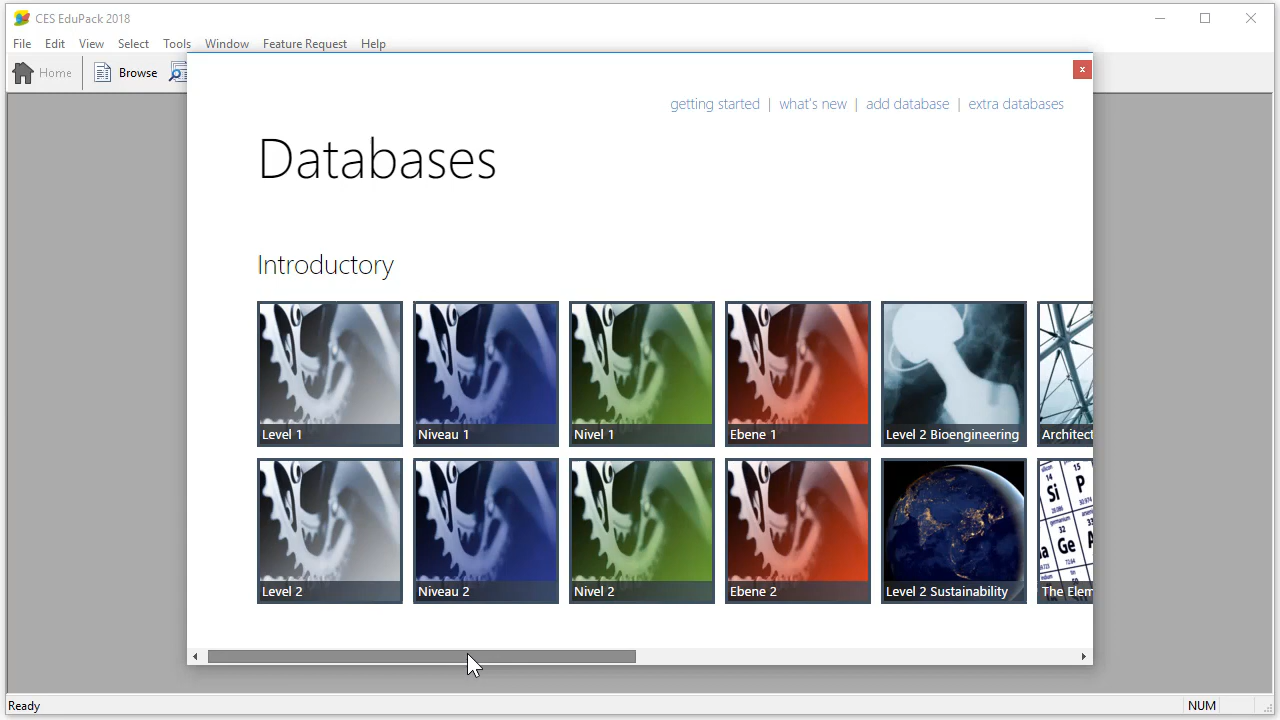 CES EduPack 2018
File Edit View Select Tools Window Feature Request Help
Home Browse
getting started | what's new | add database | extra databases
Databases
Introductory
Level 1 Niveau 1 Nivel 1 Ebene 1 Level 2 Bioengineering Architect
Si P
Ge
Level 2 Niveau 2 Nivel 2 Ebene 2 Level 2 Sustainability The Elem
Ready NUM